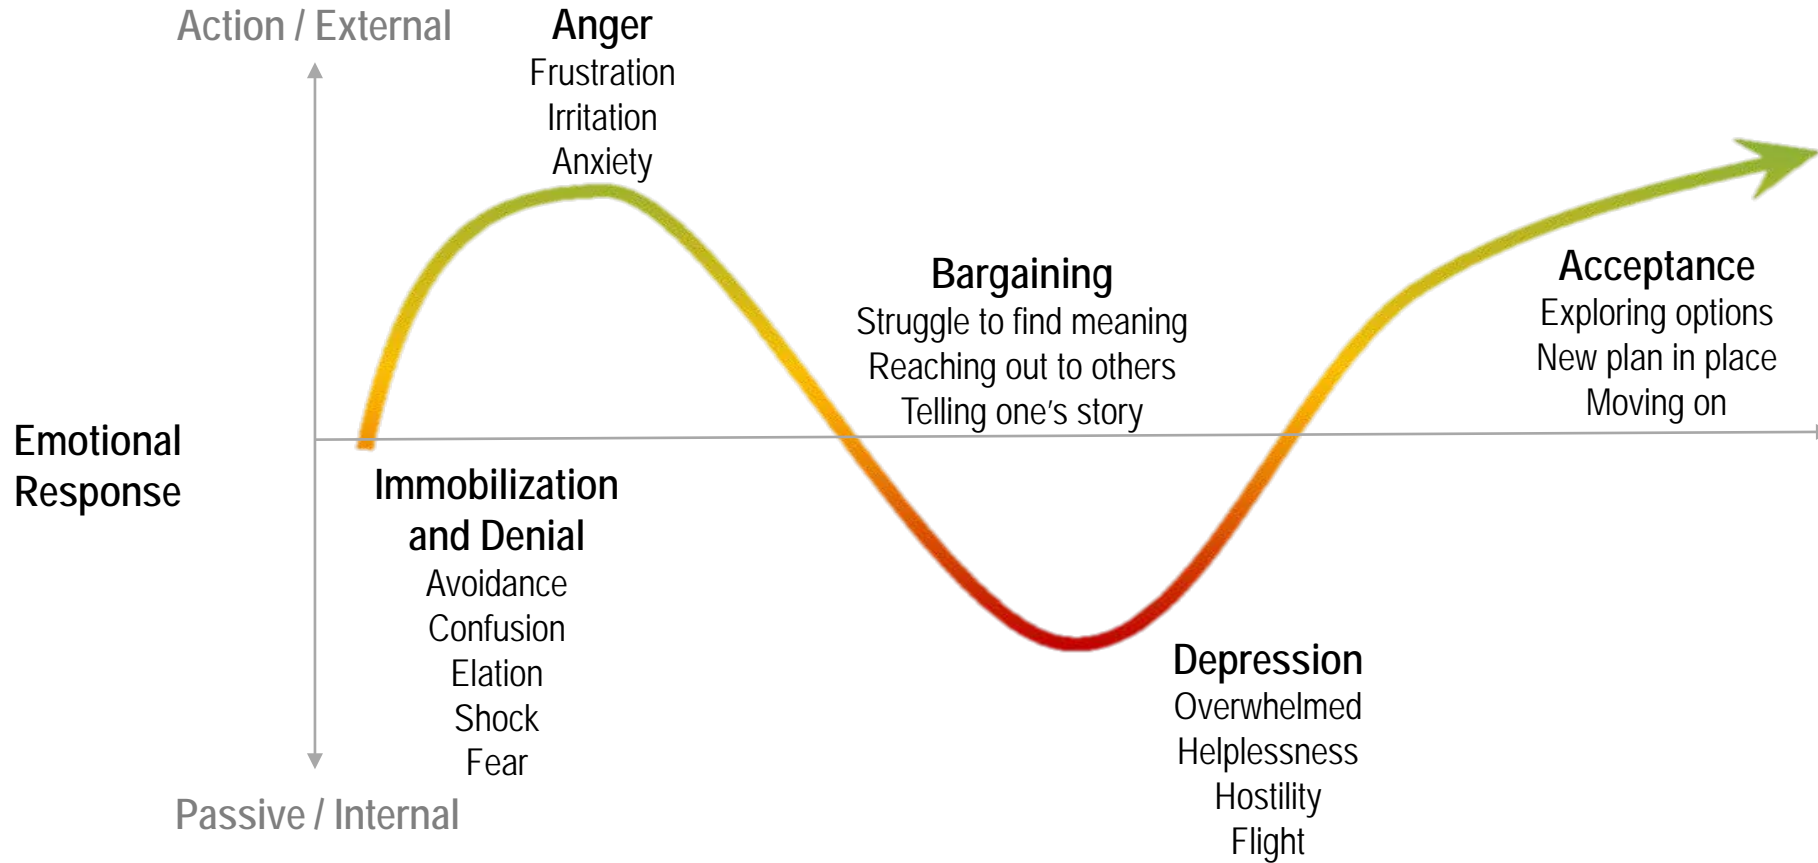 Action / External
Anger
Frustration
Irritation
Anxiety
Bargaining
Struggle to find meaning
Reaching out to others
Telling one’s story
Acceptance
Exploring options
New plan in place
Moving on
Emotional
Response
Immobilization
and Denial
Avoidance
Confusion
Elation
Shock
Fear
Depression
Overwhelmed
Helplessness
Hostility
Flight
Passive / Internal